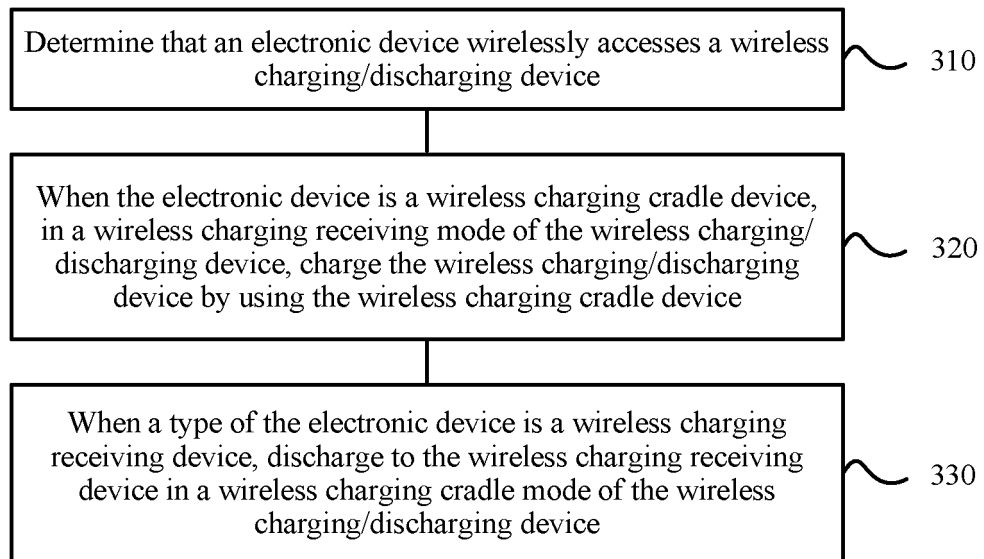 Determine that an electronic device wirelessly accesses a wireless
charging/discharging device
310
When the electronic device is a wireless charging cradle device,
in a wireless charging receiving mode of the wireless charging/
discharging device, charge the wireless charging/discharging
device by using the wireless charging cradle device
320
When a type of the electronic device is a wireless charging
receiving device, discharge to the wireless charging receiving
device in a wireless charging cradle mode of the wireless
charging/discharging device
330